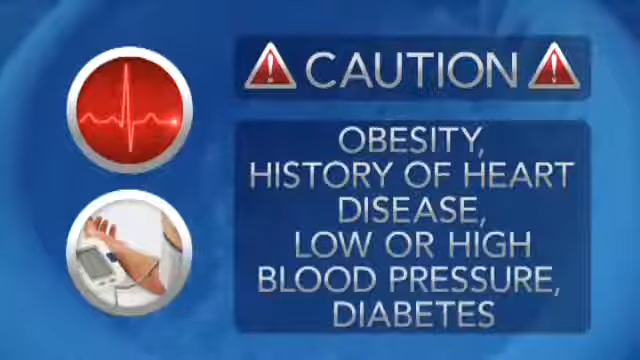 CAUTION
OBESITY,
HISTORY OF HEART
DISEASE,
LOW OR HIGH
BLOOD PRESSURE,
DIABETES